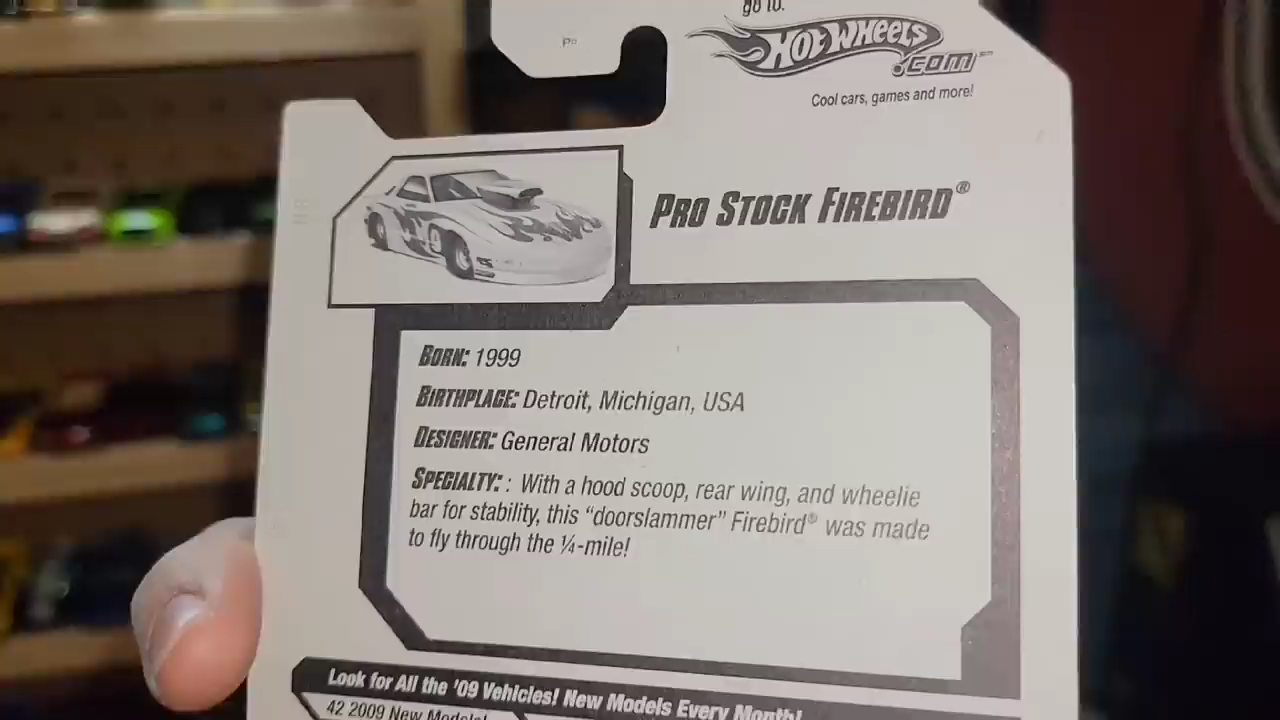 go to:
HOT WHEELS
.com™
Cool cars, games and more!
PRO STOCK FIREBIRD®
BORN: 1999
BIRTHPLACE: Detroit, Michigan, USA
DESIGNER: General Motors
SPECIALTY: : With a hood scoop, rear wing, and wheelie
bar for stability, this “doorslammer” Firebird® was made
to fly through the ¼-mile!
Look for All the '09 Vehicles! New Models Every Month!
42 2009 New Models!